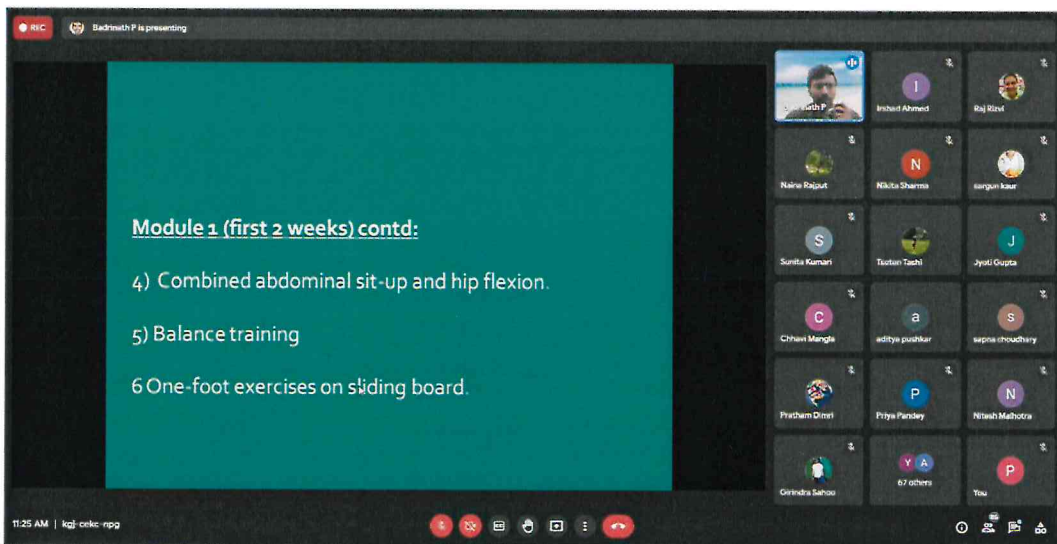 REC
Badrinath P is presenting
Module 1 (first 2 weeks) contd:
4) Combined abdominal sit-up and hip flexion.
5) Balance training
6 One-foot exercises on sliding board.
Irshad Ahmed
Raj Rizvi
Naina Rajput
N
Nikita Sharma
sargun kaur
S
Sunita Kumari
Tsetan Tashi
J
Jyoti Gupta
C
Chhavi Mangla
a
aditya pushkar
s
sapna choudhary
Pratham Dimri
P
Priya Pandey
N
Nitesh Malhotra
Girindra Sahoo
Y A
67 others
P
You
11:25 AM | kgj-cekc-npg